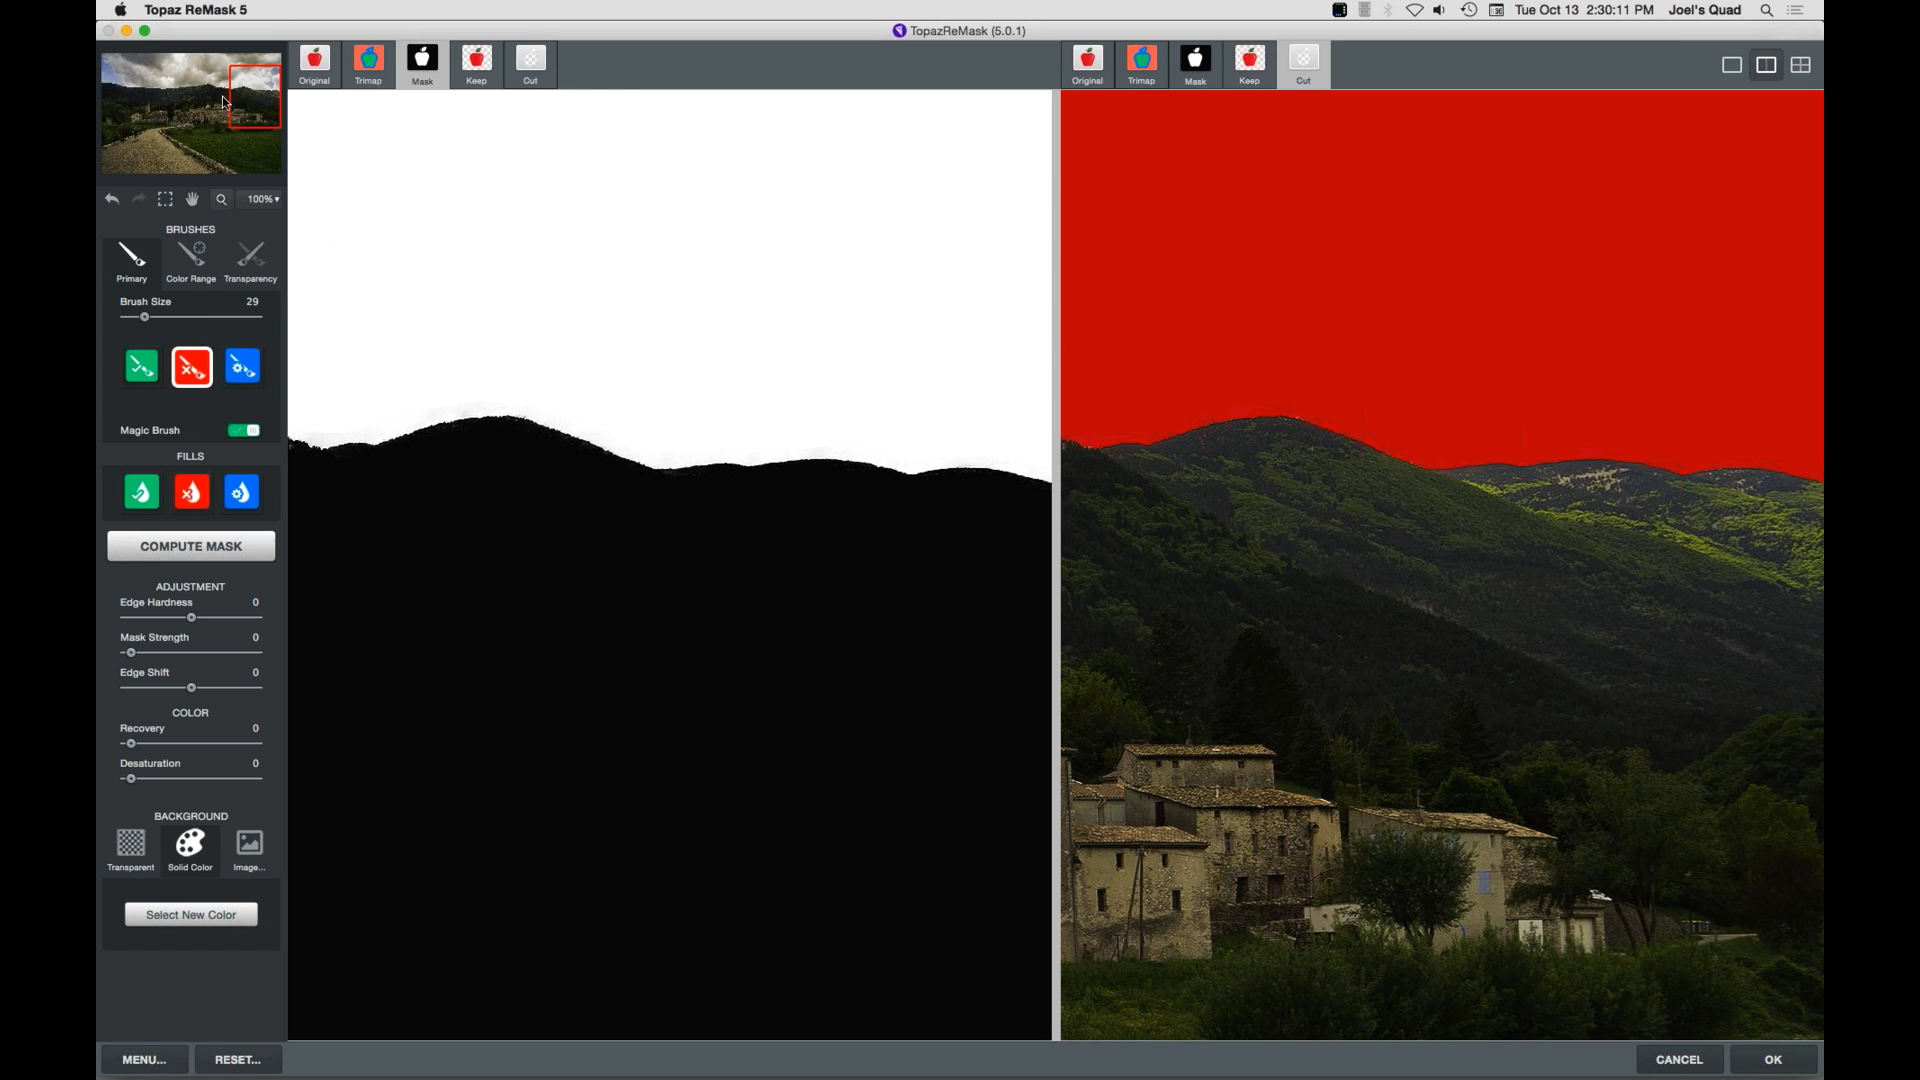 Topaz ReMask 5
Tue Oct 13 2:30:11 PM Joel's Quad
TopazReMask (5.0.1)
Original Trimap Mask Keep Cut
Original Trimap Mask Keep Cut
100%
BRUSHES
Primary Color Range Transparency
Brush Size 29
Magic Brush
FILLS
COMPUTE MASK
ADJUSTMENT
Edge Hardness 0
Mask Strength 0
Edge Shift 0
COLOR
Recovery 0
Desaturation 0
BACKGROUND
Transparent Solid Color Image...
Select New Color
MENU... RESET...
CANCEL OK